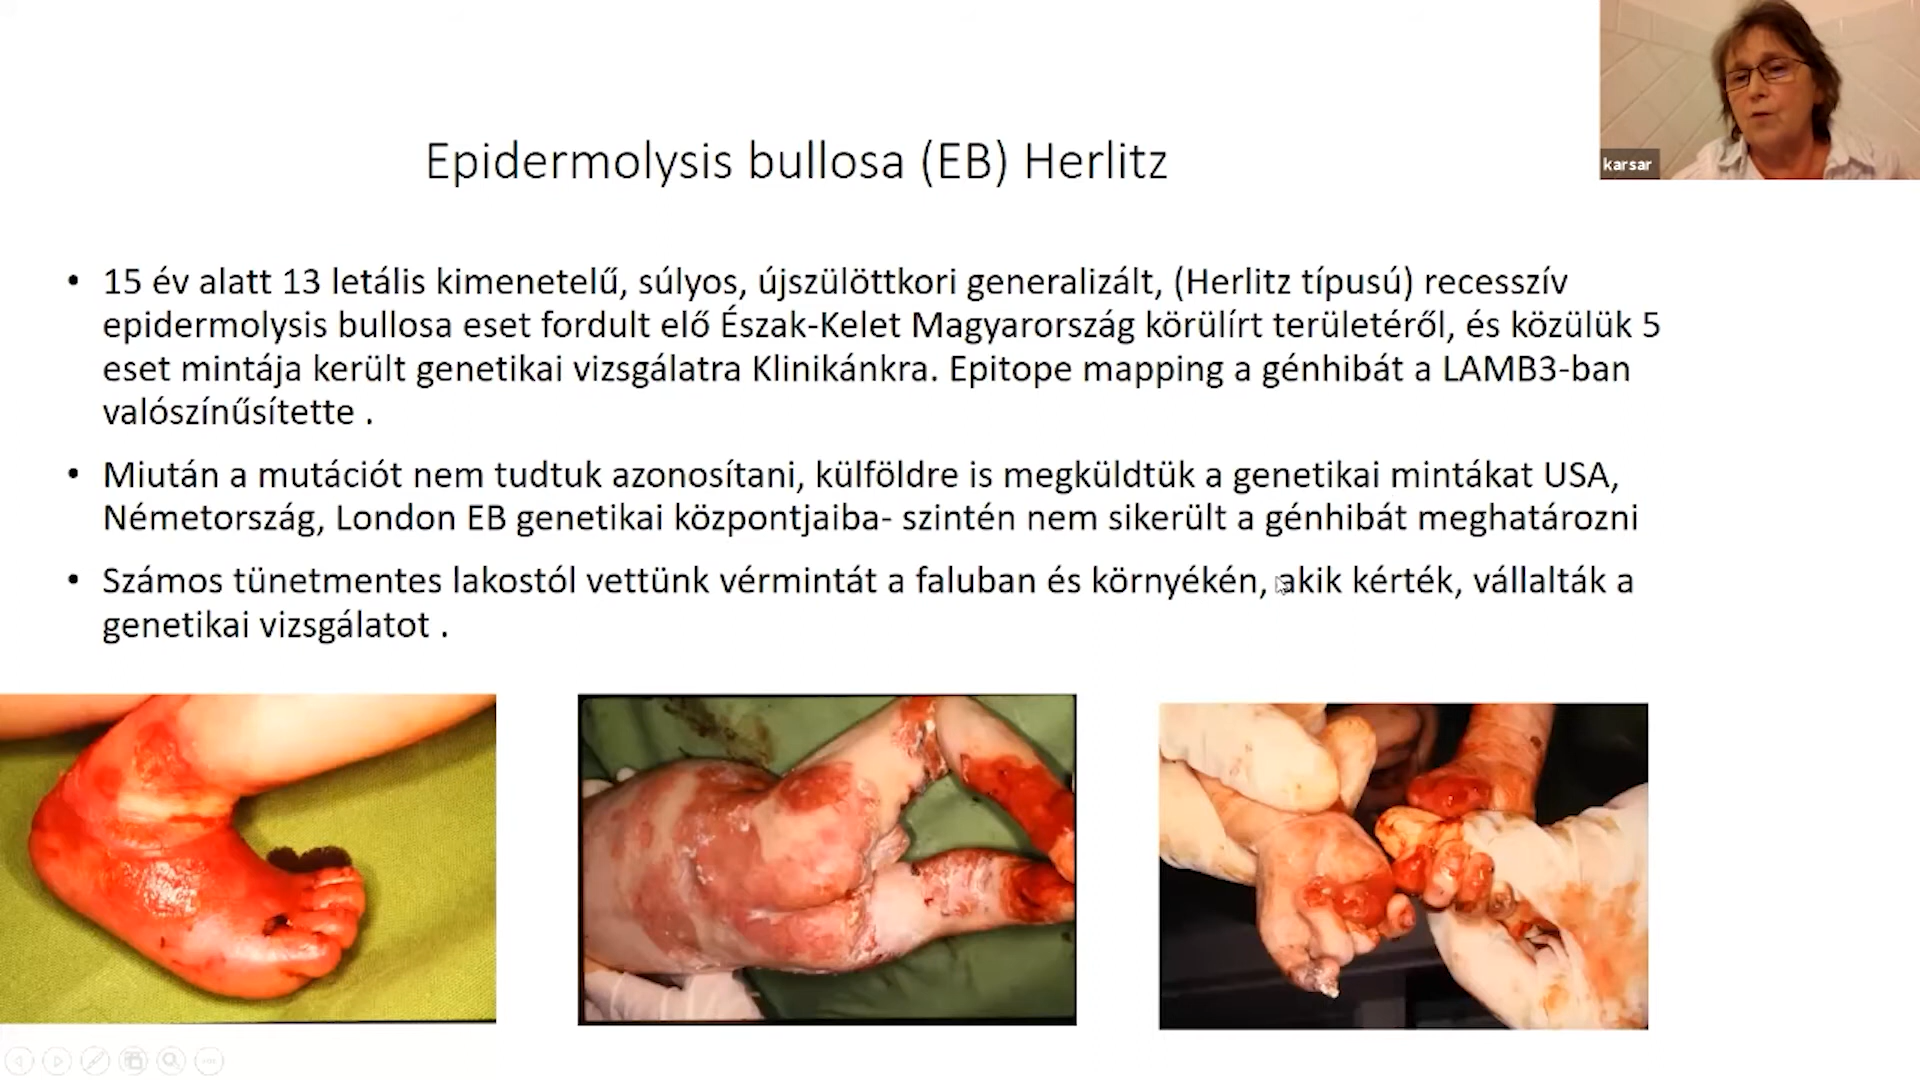 karsar
Epidermolysis bullosa (EB) Herlitz
• 15 év alatt 13 letális kimenetelű, súlyos, újszülöttkori generalizált, (Herlitz típusú) recesszív
epidermolysis bullosa eset fordult elő Észak-Kelet Magyarország körülírt területéről, és közülük 5
eset mintája került genetikai vizsgálatra Klinikánkra. Epitope mapping a génhibát a LAMB3-ban
valószínűsítette .
• Miután a mutációt nem tudtuk azonosítani, külföldre is megküldtük a genetikai mintákat USA,
Németország, London EB genetikai központjaiba- szintén nem sikerült a génhibát meghatározni
• Számos tünetmentes lakostól vettünk vérmintát a faluban és környékén, akik kérték, vállalták a
genetikai vizsgálatot .